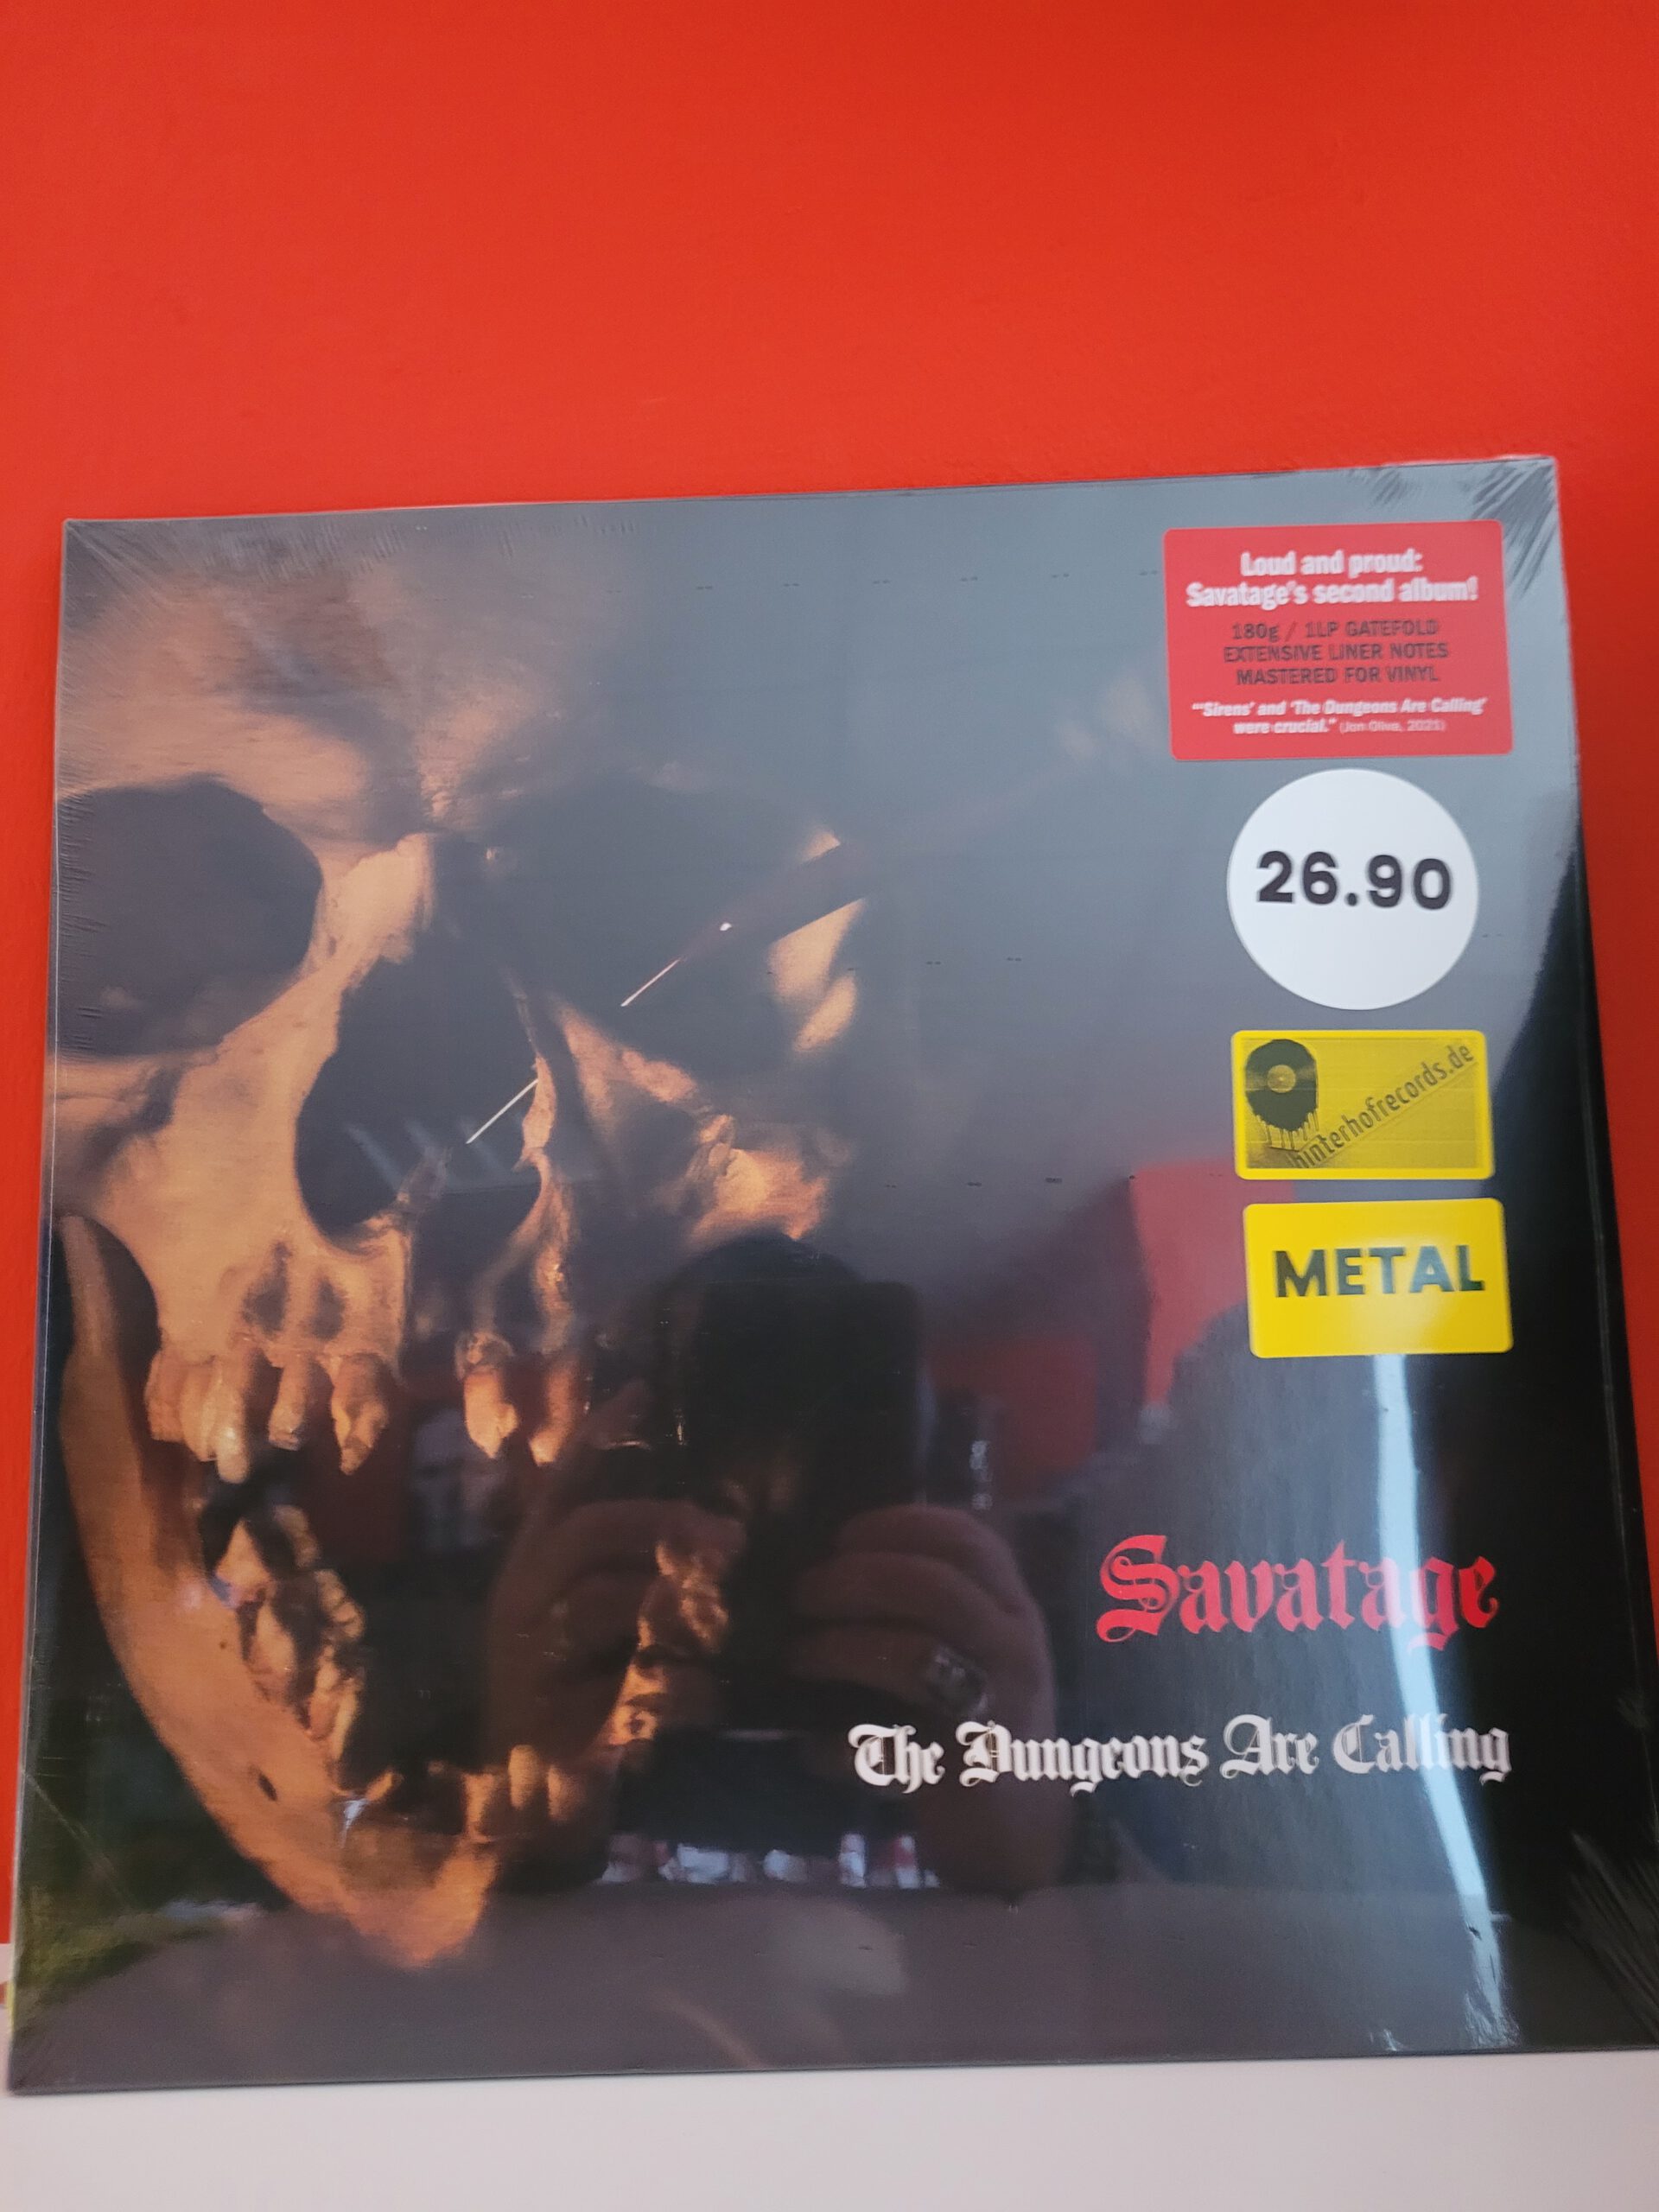 Loud and proud:
Savatage's second album!
180g / 1LP GATEFOLD
EXTENSIVE LINER NOTES
MASTERED FOR VINYL
"'Sirens' and 'The Dungeons Are Calling'
were crucial." (Jon Oliva, 2021)
26.90
hinterhofrecords.de
METAL
Savatage
The Dungeons Are Calling